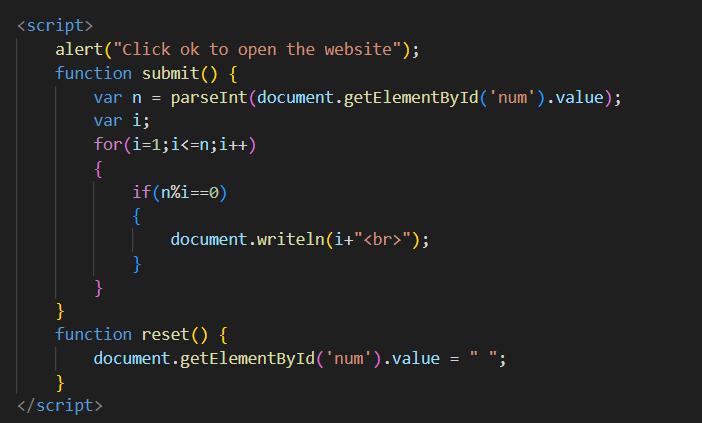 <script>
alert("Click ok to open the website");
function submit() {
var n = parseInt(document.getElementById('num').value);
var i;
for(i=1;i<=n;i++)
{
if(n%i==0)
{
document.writeln(i+"<br>");
}
}
}
function reset() {
document.getElementById('num').value = " ";
}
</script>